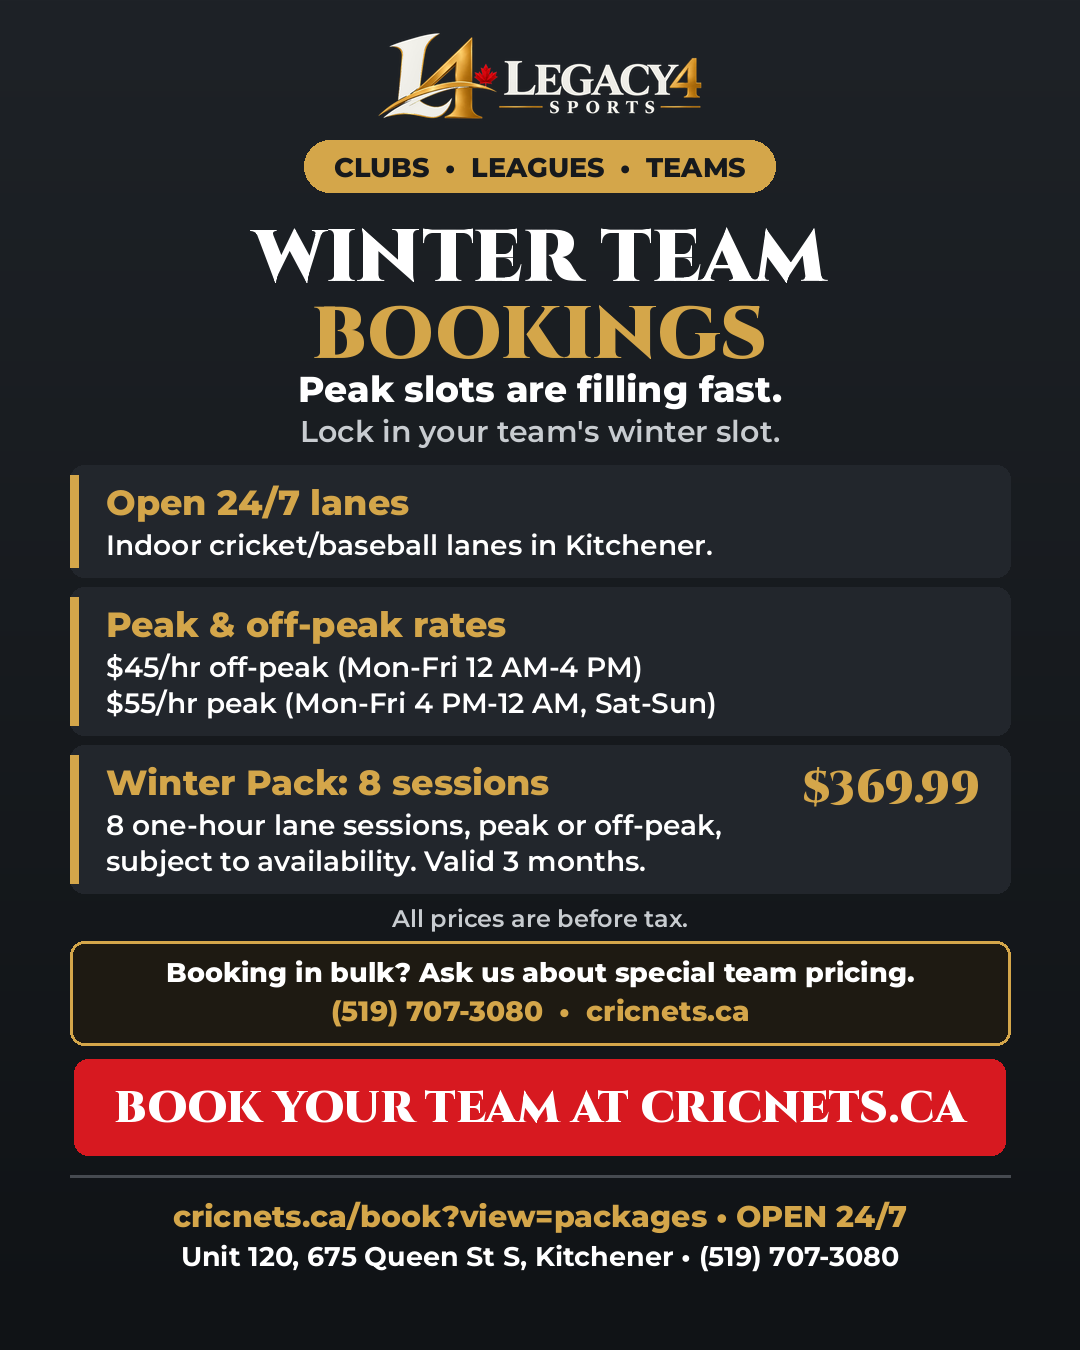 LA LEGACY4
SPORTS
CLUBS • LEAGUES • TEAMS
WINTER TEAM
BOOKINGS
Peak slots are filling fast.
Lock in your team's winter slot.
Open 24/7 lanes
Indoor cricket/baseball lanes in Kitchener.
Peak & off-peak rates
$45/hr off-peak (Mon-Fri 12 AM-4 PM)
$55/hr peak (Mon-Fri 4 PM-12 AM, Sat-Sun)
Winter Pack: 8 sessions $369.99
8 one-hour lane sessions, peak or off-peak,
subject to availability. Valid 3 months.
All prices are before tax.
Booking in bulk? Ask us about special team pricing.
(519) 707-3080 • cricnets.ca
BOOK YOUR TEAM AT CRICNETS.CA
cricnets.ca/book?view=packages • OPEN 24/7
Unit 120, 675 Queen St S, Kitchener • (519) 707-3080